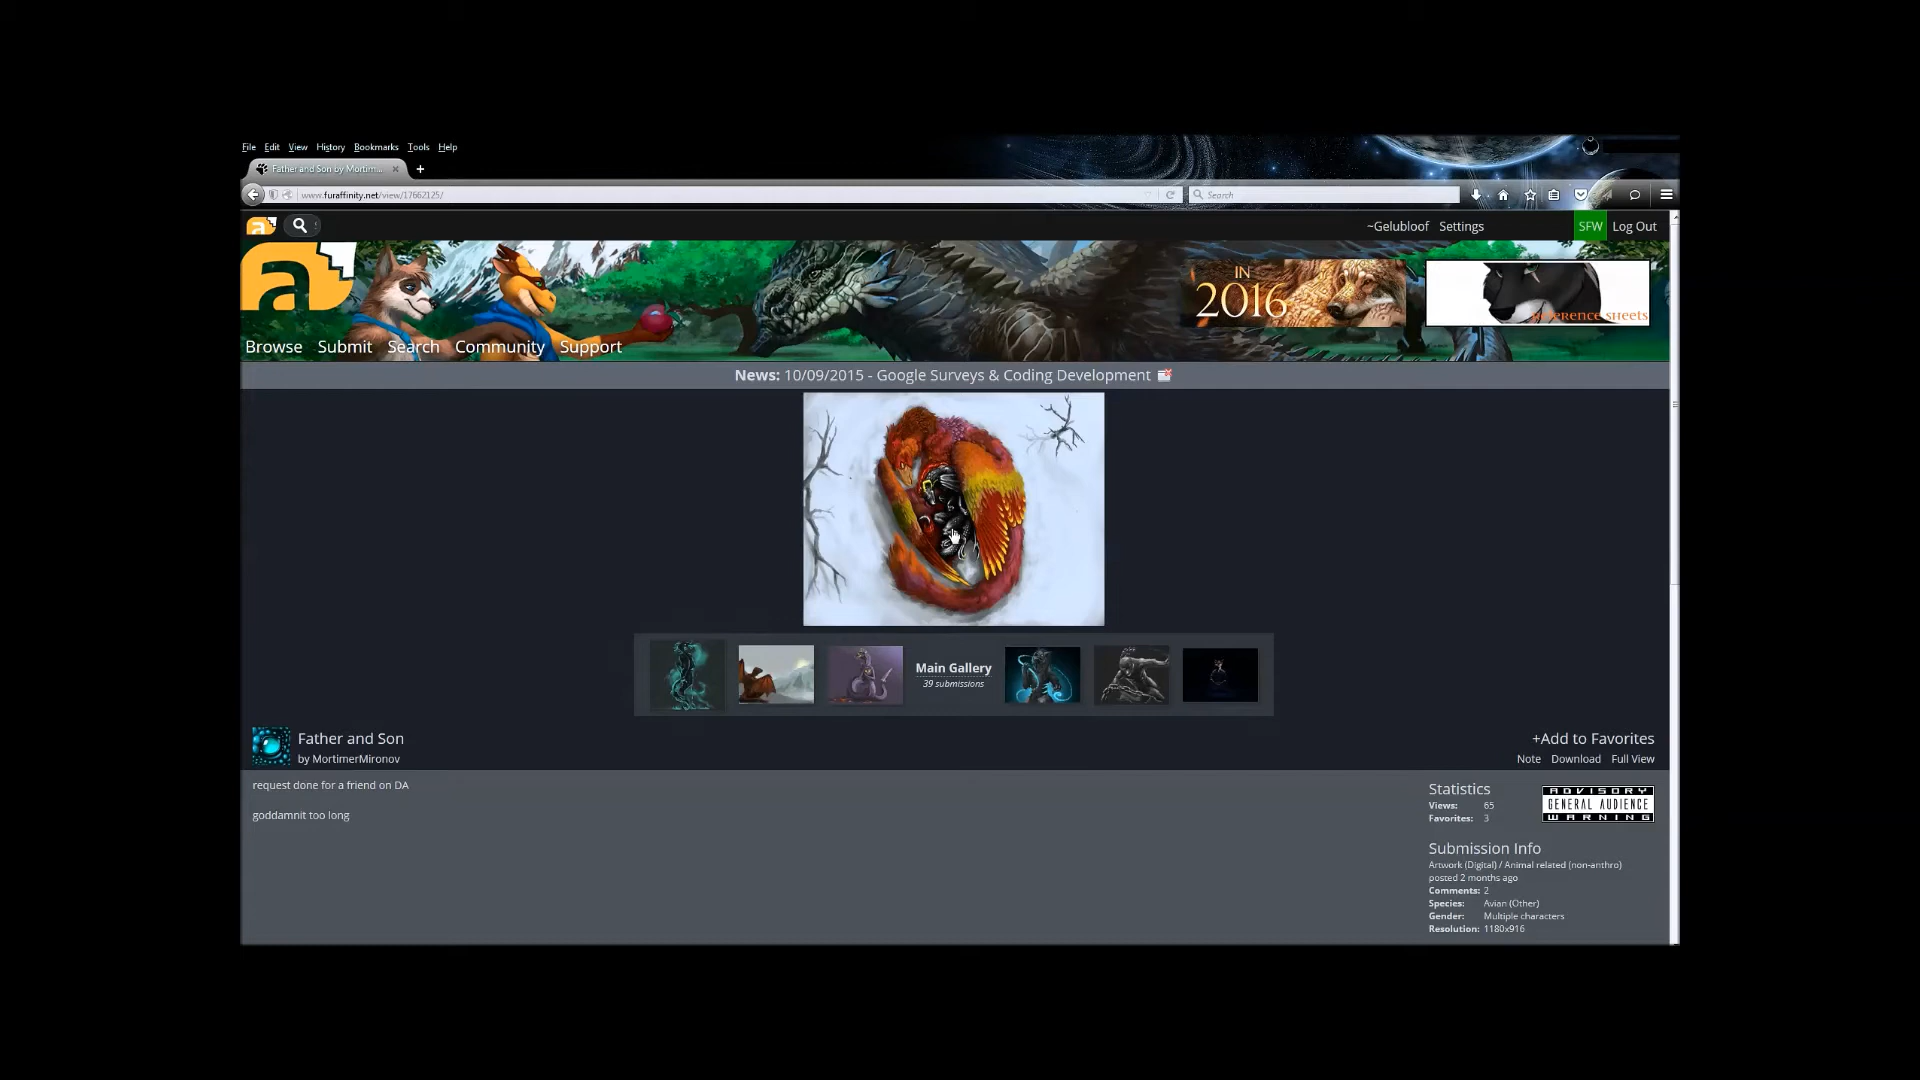 File Edit View History Bookmarks Tools Help
Father and Son by Mortim...
www.furaffinity.net/view/17662125/
Search
~Gelubloof Settings SFW Log Out
IN
2016
Browse Submit Search Community Support
News: 10/09/2015 - Google Surveys & Coding Development
Main Gallery
39 submissions
Father and Son
by MortimerMironov
+Add to Favorites
Note Download Full View
request done for a friend on DA
goddamnit too long
Statistics
Views: 65
Favorites: 3
ADVISORY
GENERAL AUDIENCE
WARNING
Submission Info
Artwork (Digital) / Animal related (non-anthro)
posted 2 months ago
Comments: 2
Species: Avian (Other)
Gender: Multiple characters
Resolution: 1180x916